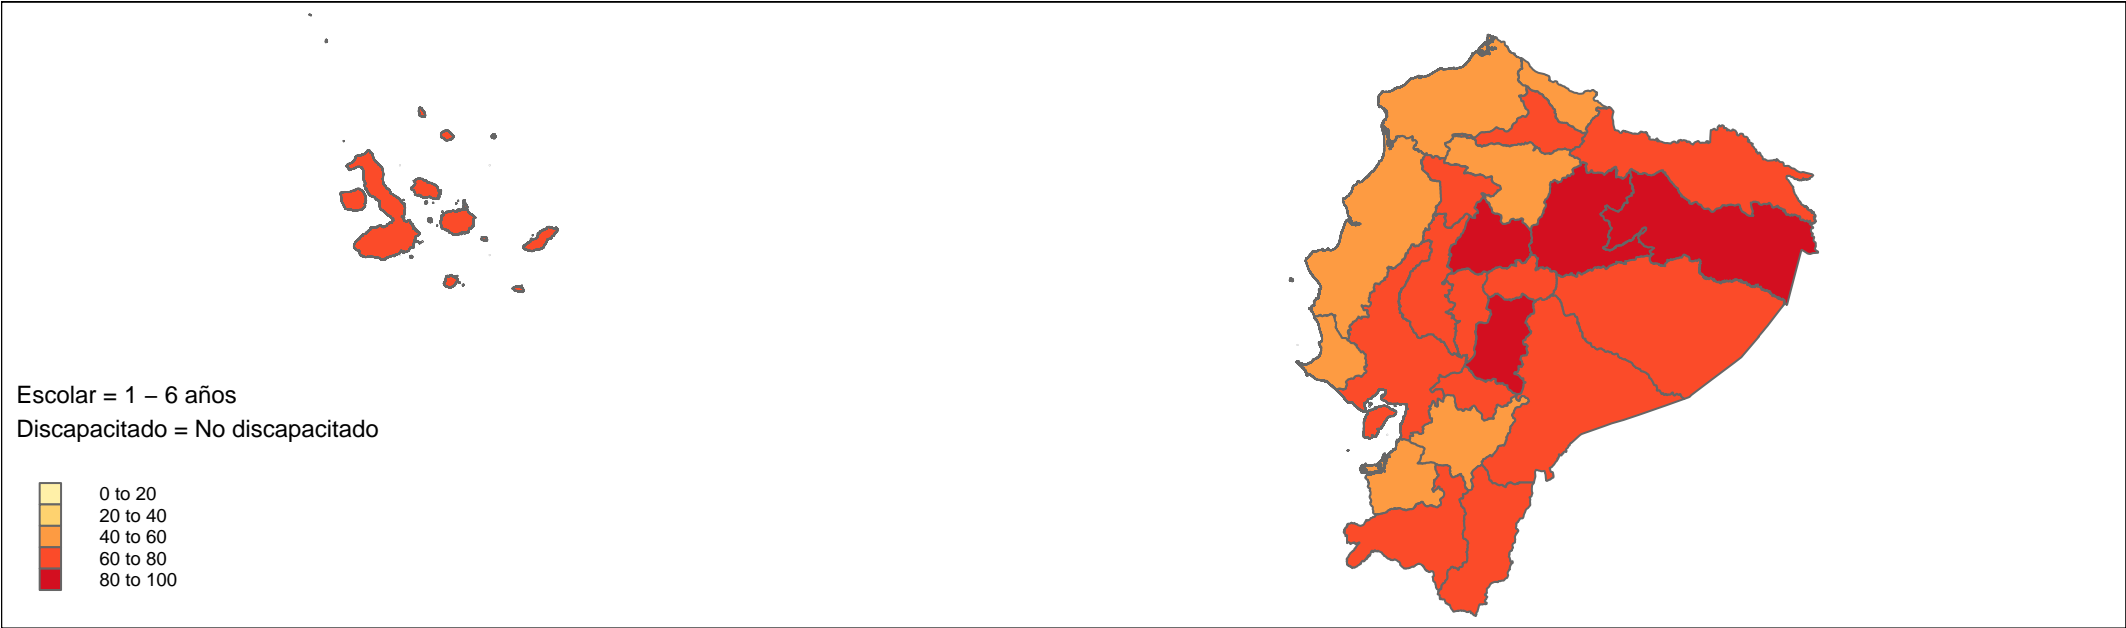 Escolar = 1 – 6 años
Discapacitado = No discapacitado
0 to 20
20 to 40
40 to 60
60 to 80
80 to 100